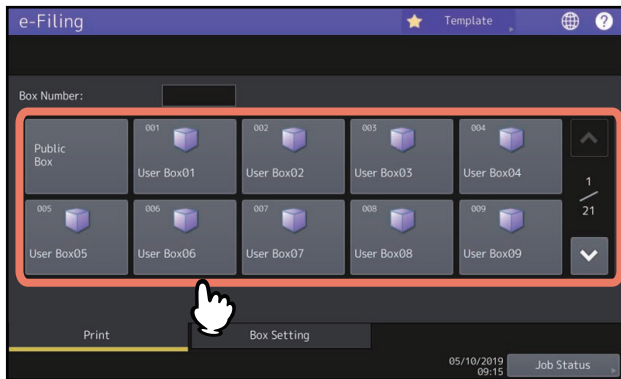 e-Filing
Template
?
Box Number:
Public
Box
001
User Box01
002
User Box02
003
User Box03
004
User Box04
1
21
005
User Box05
006
User Box06
007
User Box07
008
User Box08
009
User Box09
Print
Box Setting
05/10/2019
09:15
Job Status